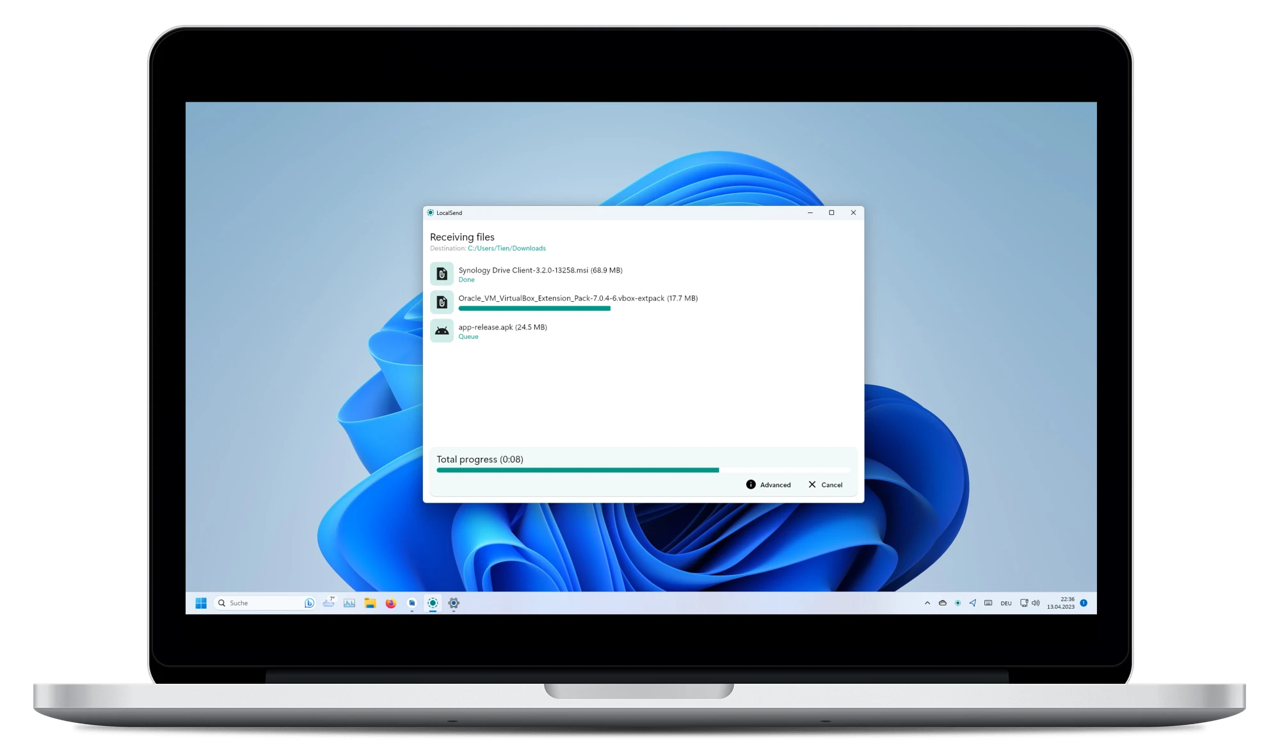 LocalSend
Receiving files
Destination: C:/Users/Tien/Downloads
Synology Drive Client-3.2.0-13258.msi (68.9 MB)
Done
Oracle_VM_VirtualBox_Extension_Pack-7.0.4-6.vbox-extpack (17.7 MB)
app-release.apk (24.5 MB)
Queue
Total progress (0:08)
Advanced
Cancel
Suche
7°
DEU
22:36
13.04.2023
1